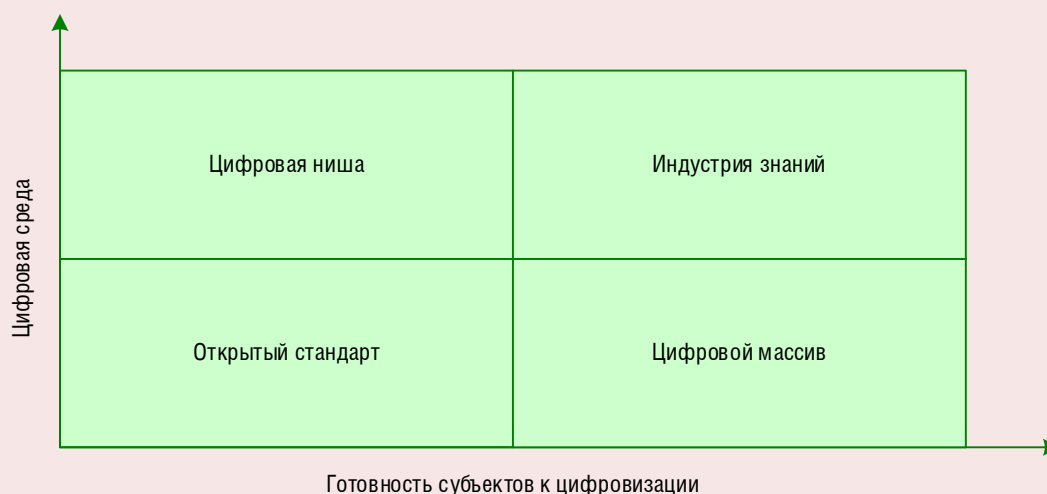 Цифровая среда
Цифровая ниша
Индустрия знаний
Открытый стандарт
Цифровой массив
Готовность субъектов к цифровизации